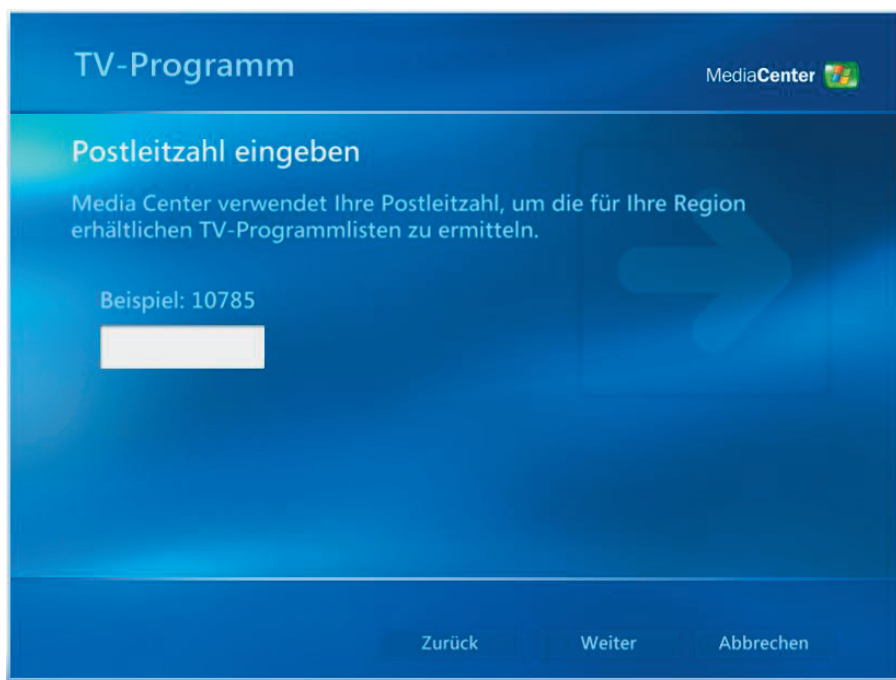 TV-Programm
MediaCenter
Postleitzahl eingeben
Media Center verwendet Ihre Postleitzahl, um die für Ihre Region
erhältlichen TV-Programmlisten zu ermitteln.
Beispiel: 10785
Zurück Weiter Abbrechen